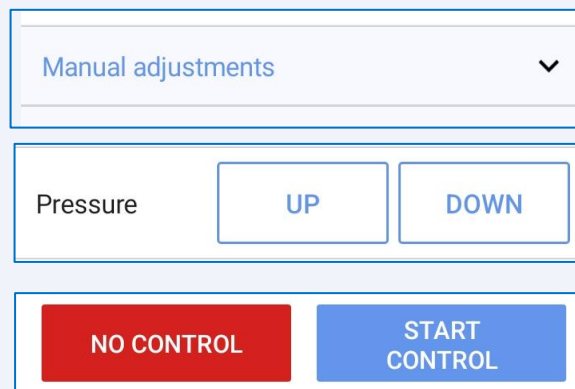 Manual adjustments
Pressure UP DOWN
NO CONTROL START
CONTROL